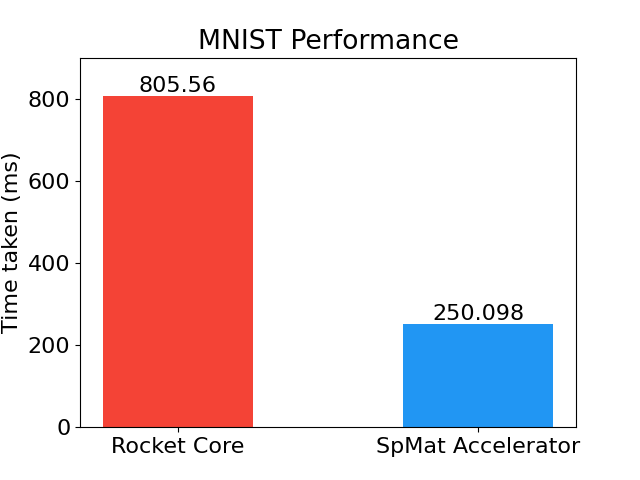 MNIST Performance
Time taken (ms)
800
600
400
200
0
805.56
250.098
Rocket Core
SpMat Accelerator